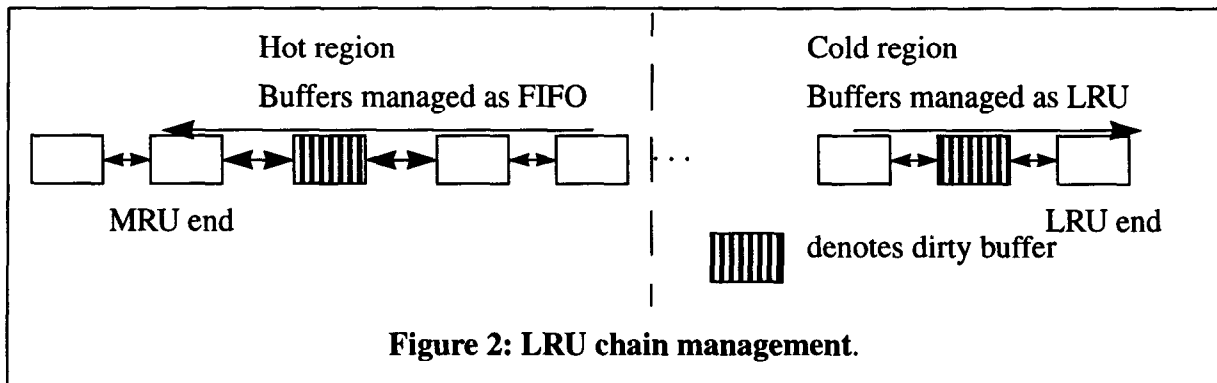 Hot region
Buffers managed as FIFO
Cold region
Buffers managed as LRU
...
MRU end
LRU end
denotes dirty buffer
Figure 2: LRU chain management.